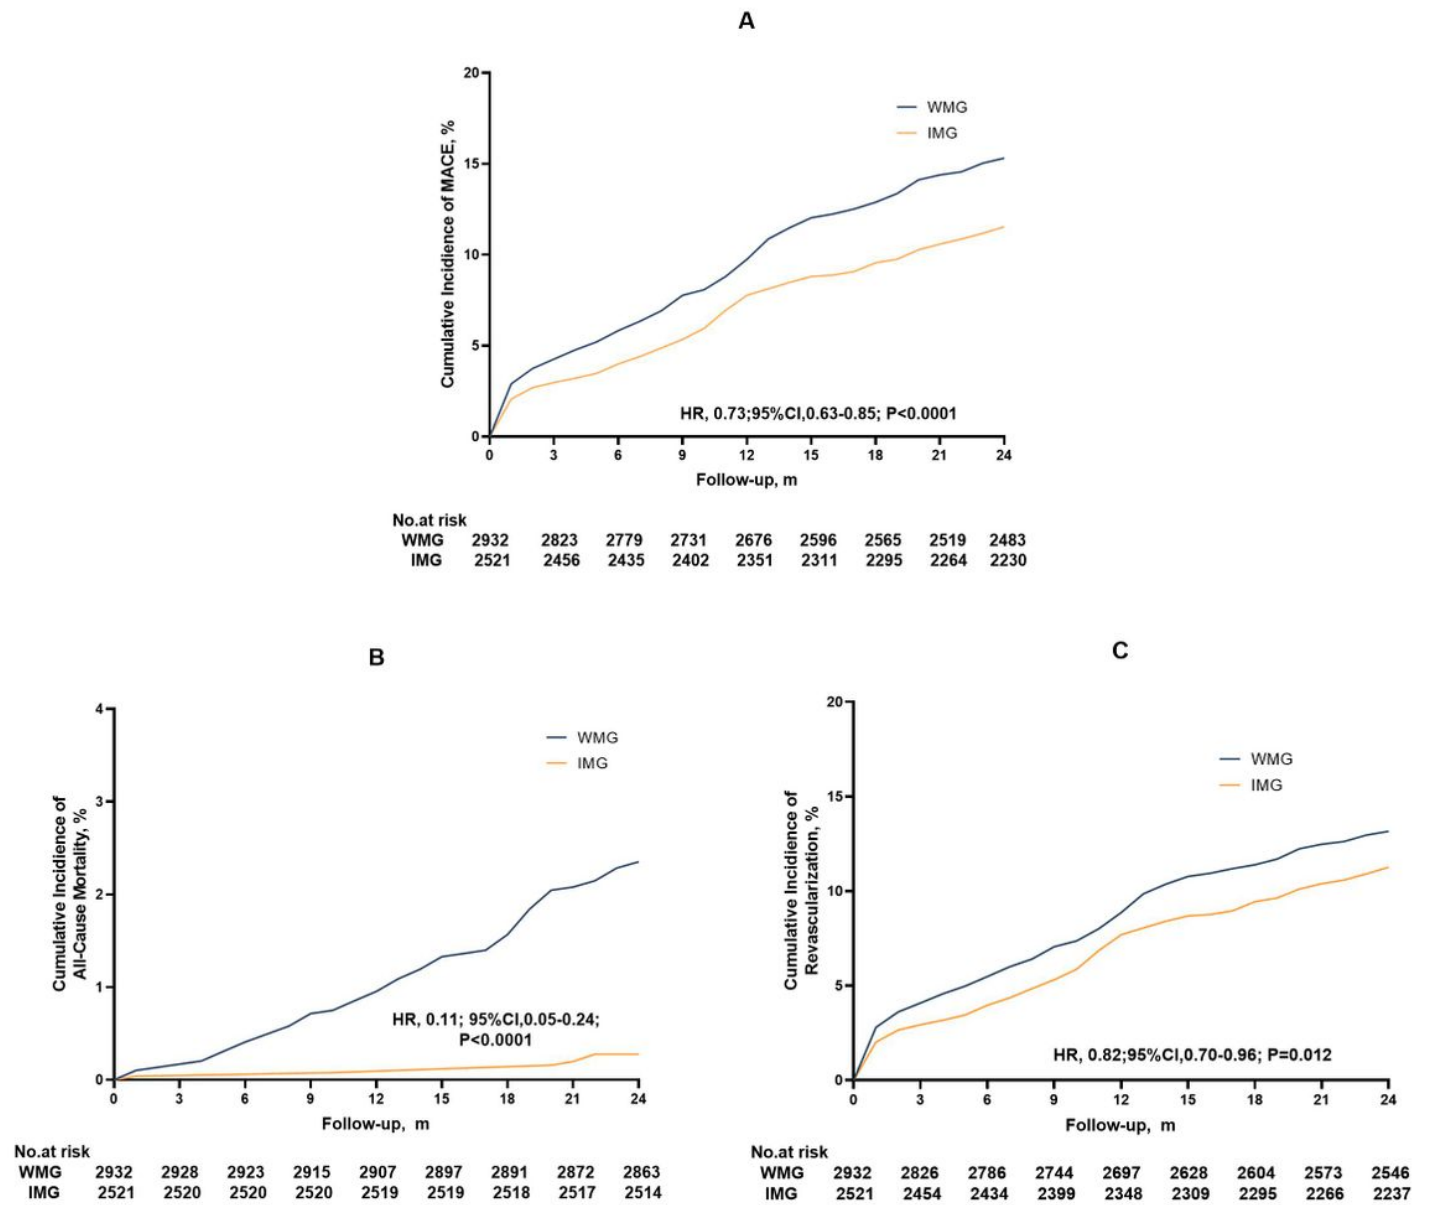 A
20
15
10
5
0
Cumulative Incidience of MACE, %
WMG
IMG
HR, 0.73;95%CI,0.63-0.85; P<0.0001
0 3 6 9 12 15 18 21 24
Follow-up, m
No.at risk
WMG 2932 2823 2779 2731 2676 2596 2565 2519 2483
IMG 2521 2456 2435 2402 2351 2311 2295 2264 2230
B
4
3
2
1
0
Cumulative Incidience of
All-Cause Mortality, %
WMG
IMG
HR, 0.11; 95%CI,0.05-0.24;
P<0.0001
0 3 6 9 12 15 18 21 24
Follow-up, m
No.at risk
WMG 2932 2928 2923 2915 2907 2897 2891 2872 2863
IMG 2521 2520 2520 2520 2519 2519 2518 2517 2514
C
20
15
10
5
0
Cumulative Incidience of
Revascularization, %
WMG
IMG
HR, 0.82;95%CI,0.70-0.96; P=0.012
0 3 6 9 12 15 18 21 24
Follow-up, m
No.at risk
WMG 2932 2826 2786 2744 2697 2628 2604 2573 2546
IMG 2521 2454 2434 2399 2348 2309 2295 2266 2237